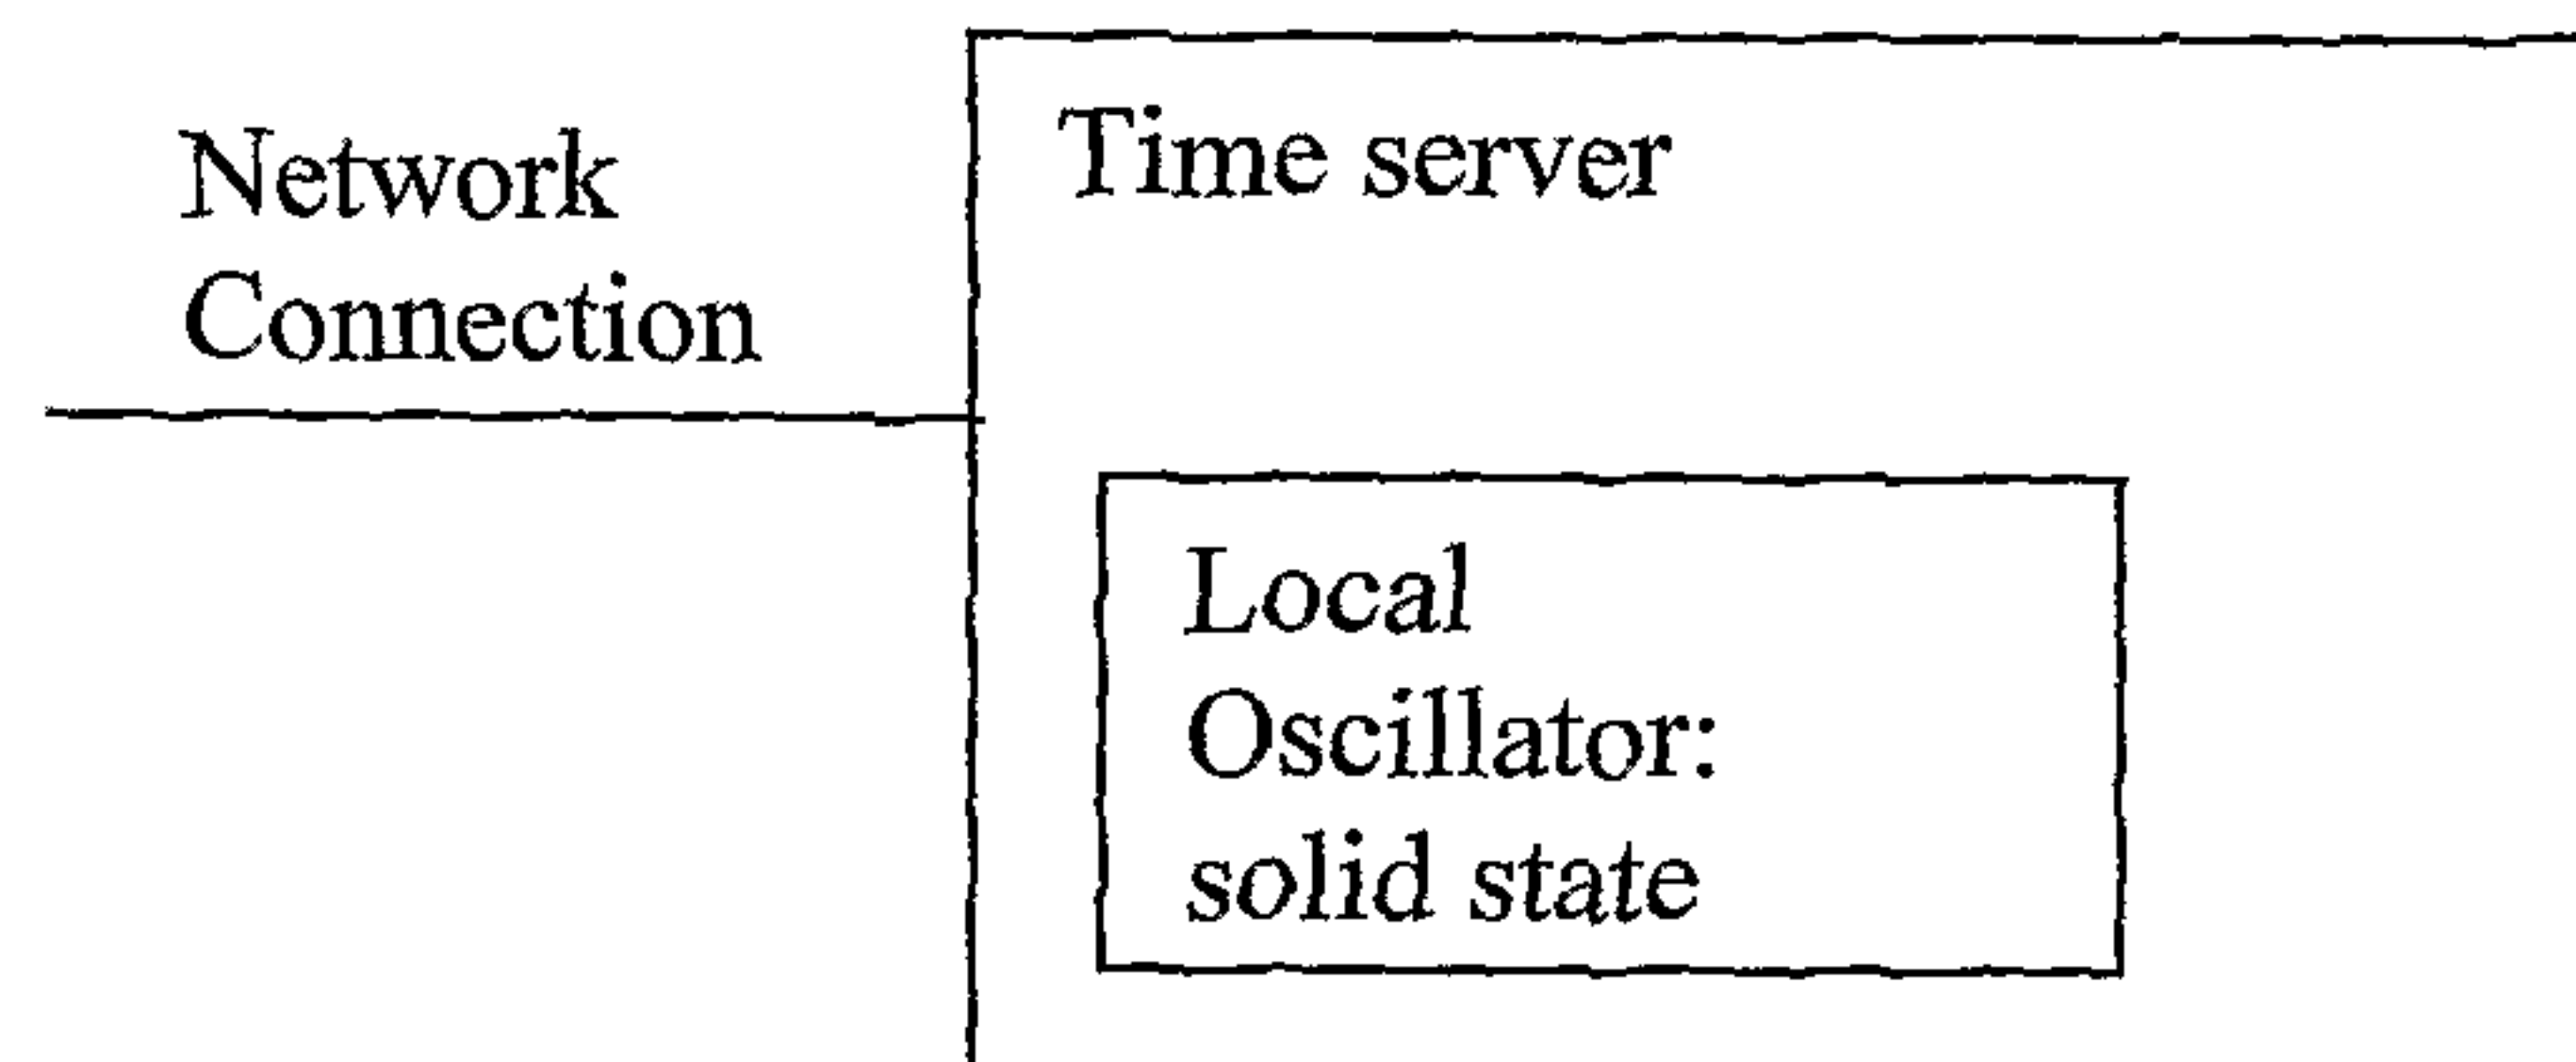 Network
Connection
Time server
Local
Oscillator:
solid state